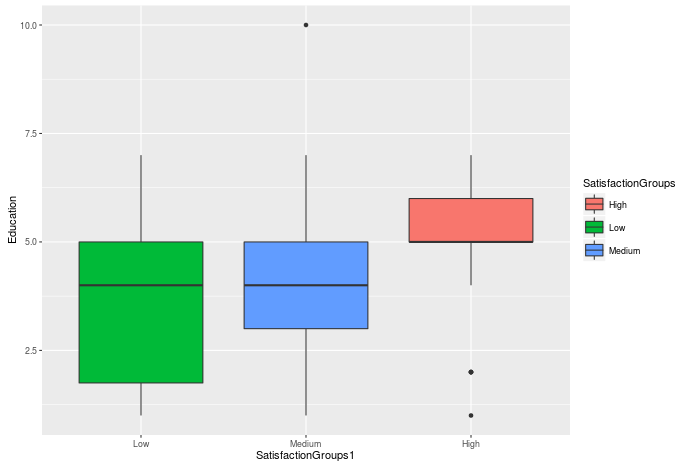 10.0
7.5
5.0
2.5
Education
Low
Medium
High
SatisfactionGroups1
SatisfactionGroups
High
Low
Medium